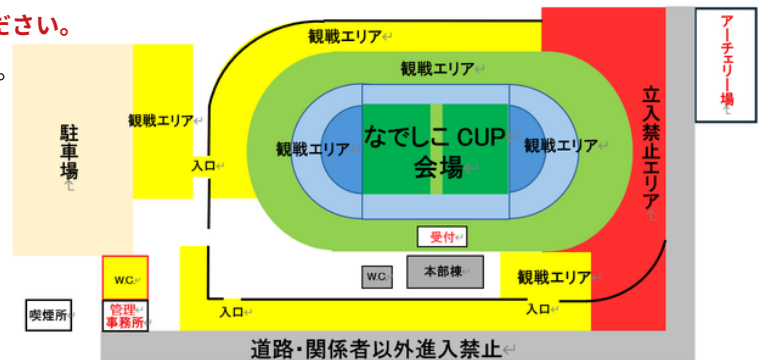 ださい。
。
観戦エリア
アーチェリー場
観戦エリア
観戦エリア
駐車場
立入禁止エリア
なでしこ CUP
会場
観戦エリア
観戦エリア
入口
受付
W.C.
本部棟
W.C.
観戦エリア
喫煙所
管理
事務所
入口
入口
道路・関係者以外進入禁止